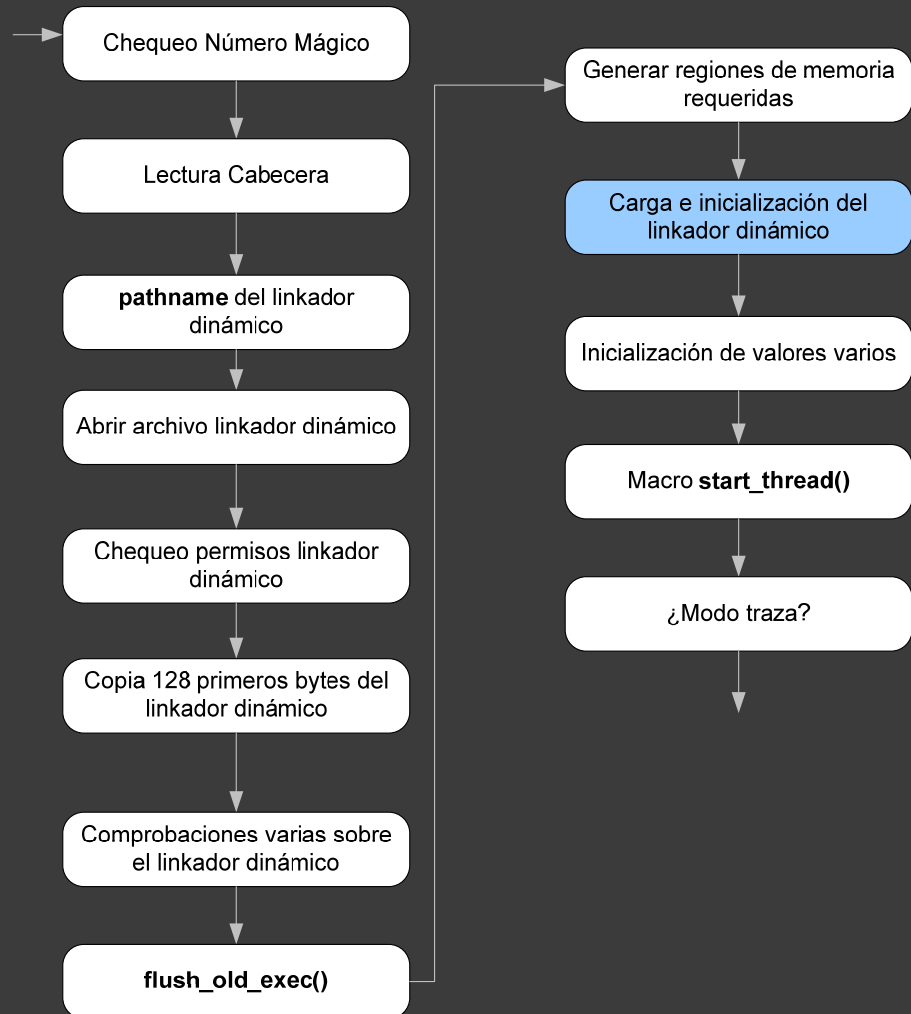 Chequeo Número Mágico
Lectura Cabecera
pathname del linkador
dinámico
Abrir archivo linkador dinámico
Chequeo permisos linkador
dinámico
Copia 128 primeros bytes del
linkador dinámico
Comprobaciones varias sobre
el linkador dinámico
flush_old_exec()
Generar regiones de memoria
requeridas
Carga e inicialización del
linkador dinámico
Inicialización de valores varios
Macro start_thread()
¿Modo traza?